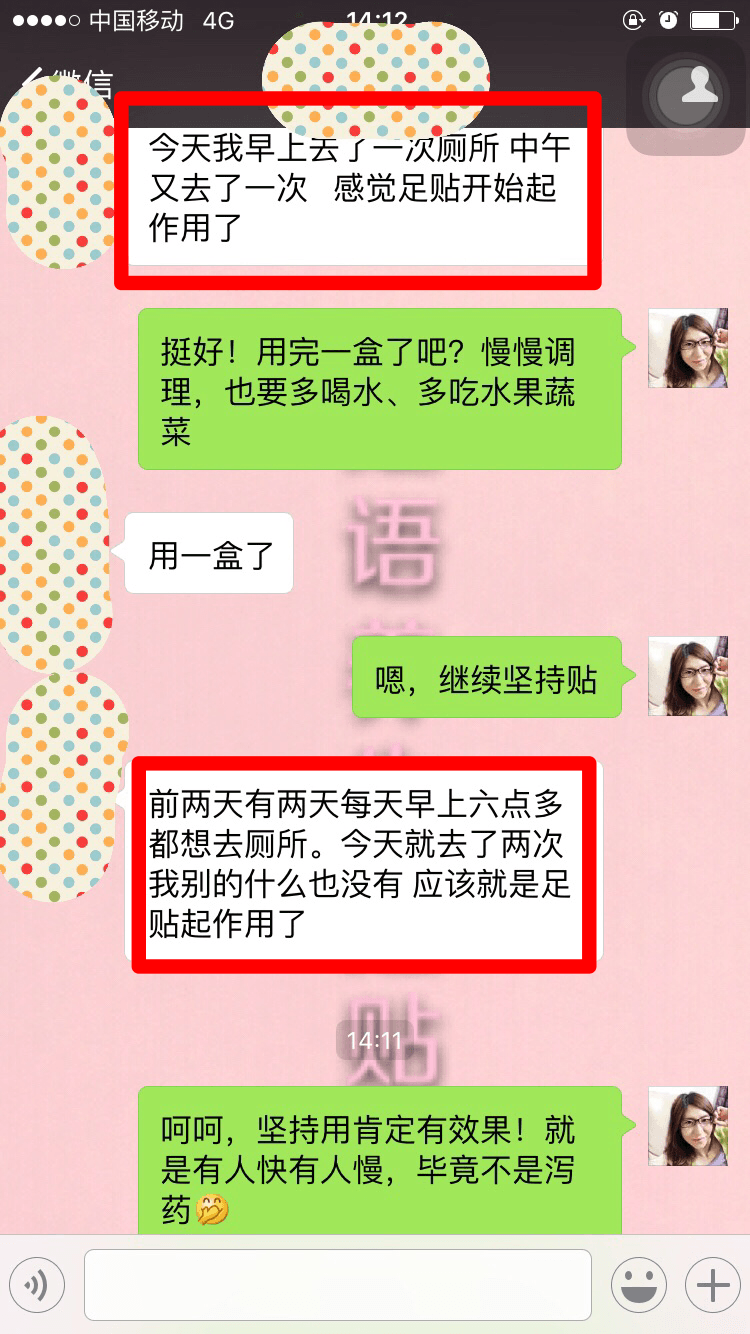 中国移动 4G 14:12
微信
今天我早上去了一次厕所 中午
又去了一次 感觉足贴开始起
作用了
挺好！用完一盒了吧？慢慢调
理，也要多喝水、多吃水果蔬
菜
语
用一盒了
嗯，继续坚持贴
前两天有两天每天早上六点多
都想去厕所。今天就去了两次
我别的什么也没有 应该就是足
贴起作用了
贴
14:11
呵呵，坚持用肯定有效果！就
是有人快有人慢，毕竟不是泻
药🤭